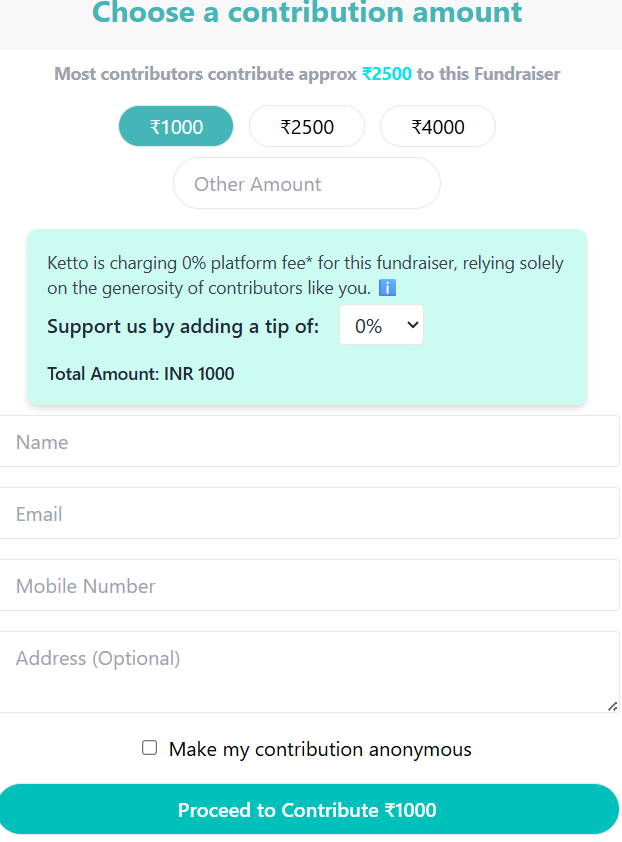 Choose a contribution amount
Most contributors contribute approx ₹2500 to this Fundraiser
₹1000 ₹2500 ₹4000
Other Amount
Ketto is charging 0% platform fee* for this fundraiser, relying solely
on the generosity of contributors like you. ℹ️
Support us by adding a tip of: 0%
Total Amount: INR 1000
Name
Email
Mobile Number
Address (Optional)
Make my contribution anonymous
Proceed to Contribute ₹1000